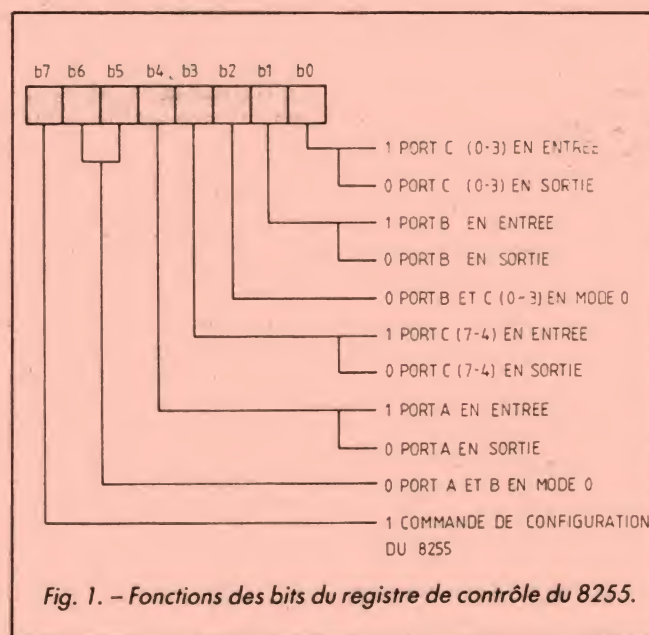 b7 b6 b5 b4 b3 b2 b1 b0
1 PORT C (0-3) EN ENTREE
0 PORT C (0-3) EN SORTIE
1 PORT B EN ENTREE
0 PORT B EN SORTIE
0 PORT B ET C (0-3) EN MODE 0
1 PORT C (7-4) EN ENTREE
0 PORT C (7-4) EN SORTIE
1 PORT A EN ENTREE
0 PORT A EN SORTIE
0 PORT A ET B EN MODE 0
1 COMMANDE DE CONFIGURATION
DU 8255
Fig. 1. – Fonctions des bits du registre de contrôle du 8255.